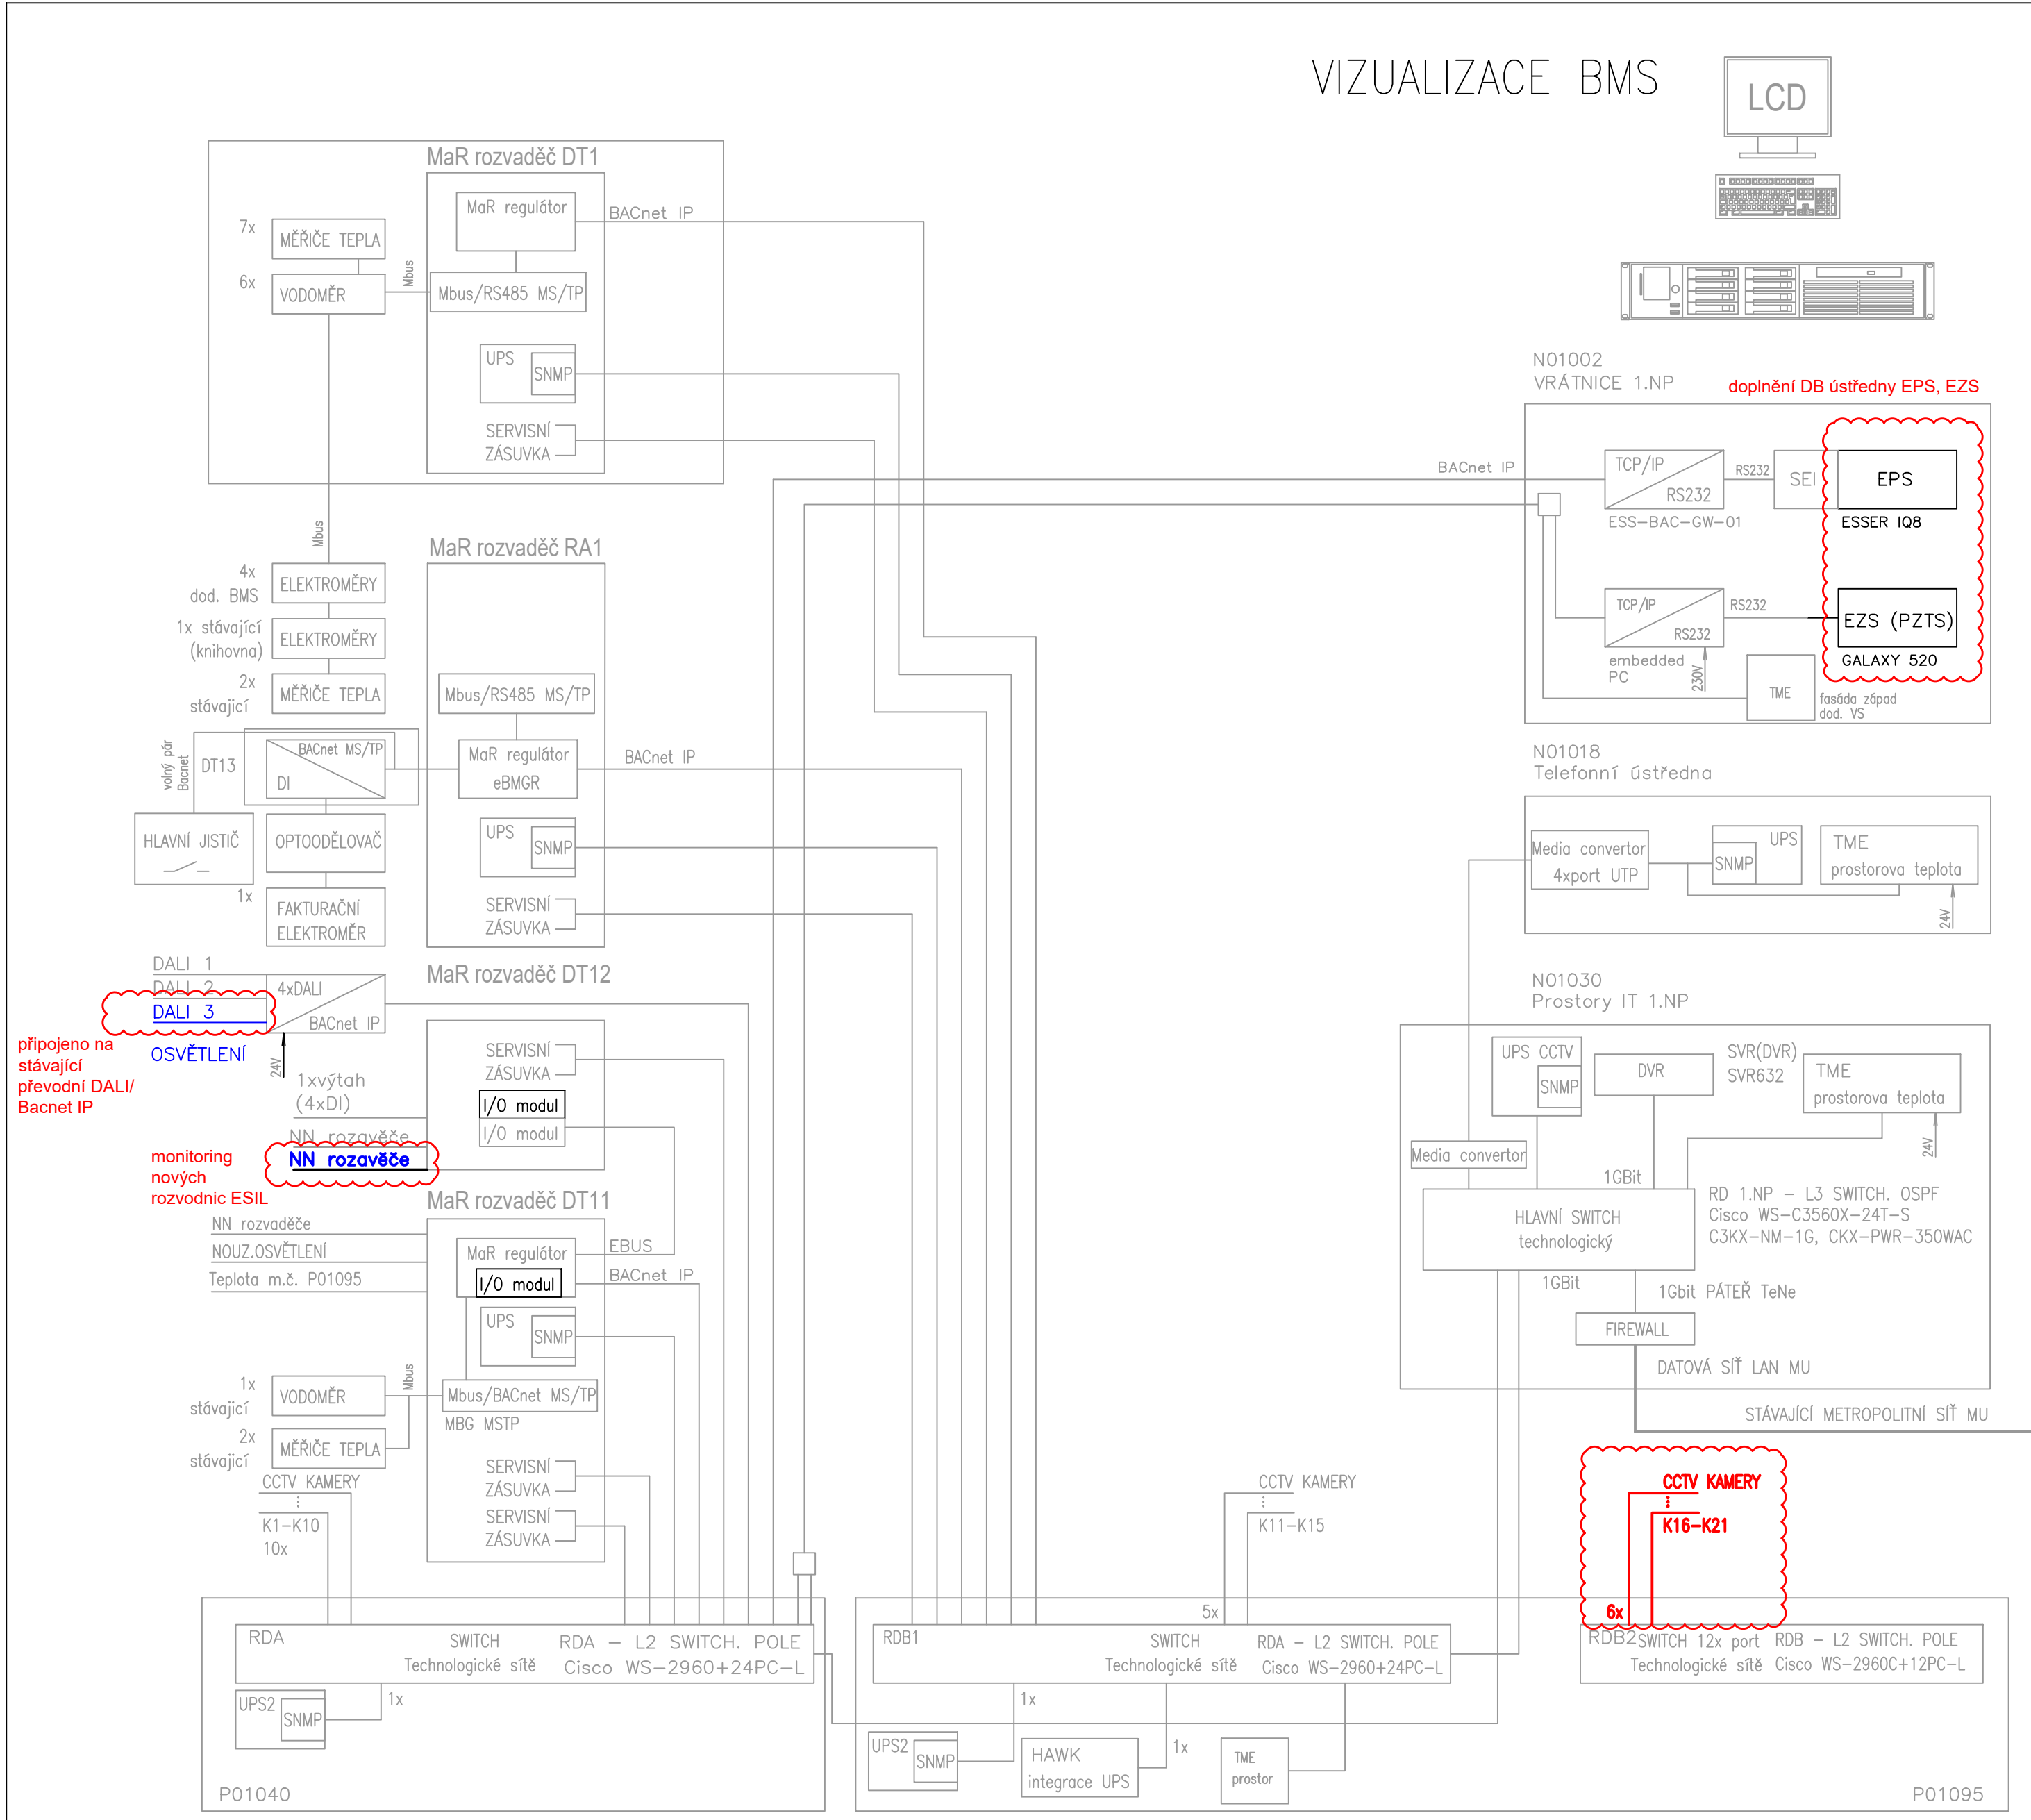 VIZUALIZACE BMS
LCD
MaR rozvaděč DT1
MaR regulátor
BACnet IP
7x
MĚŘIČE TEPLA
6x
VODOMĚR
Mbus
Mbus/RS485 MS/TP
UPS
SNMP
SERVISNÍ
ZÁSUVKA
N01002
VRÁTNICE 1.NP
doplnění DB ústředny EPS, EZS
BACnet IP
TCP/IP
RS232
RS232
SEI
EPS
ESS-BAC-GW-01
ESSER IQ8
TCP/IP
RS232
RS232
EZS (PZTS)
embedded
PC
230V
GALAXY 520
TME
fasáda západ
dod. VS
Mbus
MaR rozvaděč RA1
4x
dod. BMS
ELEKTROMĚRY
1x stávající
(knihovna)
ELEKTROMĚRY
2x
stávajicí
MĚŘIČE TEPLA
Mbus/RS485 MS/TP
volný pár
Bacnet
DT13
BACnet MS/TP
DI
MaR regulátor
eBMGR
BACnet IP
HLAVNÍ JISTIČ
OPTOODĚLOVAČ
UPS
SNMP
1x
FAKTURAČNÍ
ELEKTROMĚR
SERVISNÍ
ZÁSUVKA
N01018
Telefonní ústředna
Media convertor
4xport UTP
UPS
SNMP
TME
prostorova teplota
24V
DALI 1
DALI 2
DALI 3
4xDALI
BACnet IP
OSVĚTLENÍ
24V
připojeno na
stávající
převodní DALI/
Bacnet IP
MaR rozvaděč DT12
SERVISNÍ
ZÁSUVKA
1xvýtah
(4xDI)
I/O modul
I/O modul
NN rozavěče
NN rozavěče
monitoring
nových
rozvodnic ESIL
N01030
Prostory IT 1.NP
UPS CCTV
SNMP
DVR
SVR(DVR)
SVR632
TME
prostorova teplota
24V
Media convertor
1GBit
HLAVNÍ SWITCH
technologický
RD 1.NP – L3 SWITCH. OSPF
Cisco WS-C3560X-24T-S
C3KX-NM-1G, CKX-PWR-350WAC
1GBit
1Gbit PÁTEŘ TeNe
FIREWALL
DATOVÁ SÍŤ LAN MU
STÁVAJÍCÍ METROPOLITNÍ SÍŤ MU
MaR rozvaděč DT11
NN rozvaděče
NOUZ.OSVĚTLENÍ
Teplota m.č. P01095
MaR regulátor
EBUS
I/O modul
BACnet IP
UPS
SNMP
1x
stávajicí
VODOMĚR
Mbus
Mbus/BACnet MS/TP
MBG MSTP
2x
stávajicí
MĚŘIČE TEPLA
SERVISNÍ
ZÁSUVKA
SERVISNÍ
ZÁSUVKA
CCTV KAMERY
K1-K10
10x
CCTV KAMERY
K11-K15
5x
CCTV KAMERY
K16-K21
6x
RDA
SWITCH
Technologické sítě
RDA – L2 SWITCH. POLE
Cisco WS-2960+24PC-L
UPS2
SNMP
1x
P01040
RDB1
SWITCH
Technologické sítě
RDA – L2 SWITCH. POLE
Cisco WS-2960+24PC-L
UPS2
SNMP
1x
HAWK
integrace UPS
1x
TME
prostor
RDB2
SWITCH 12x port
Technologické sítě
RDB – L2 SWITCH. POLE
Cisco WS-2960C+12PC-L
P01095